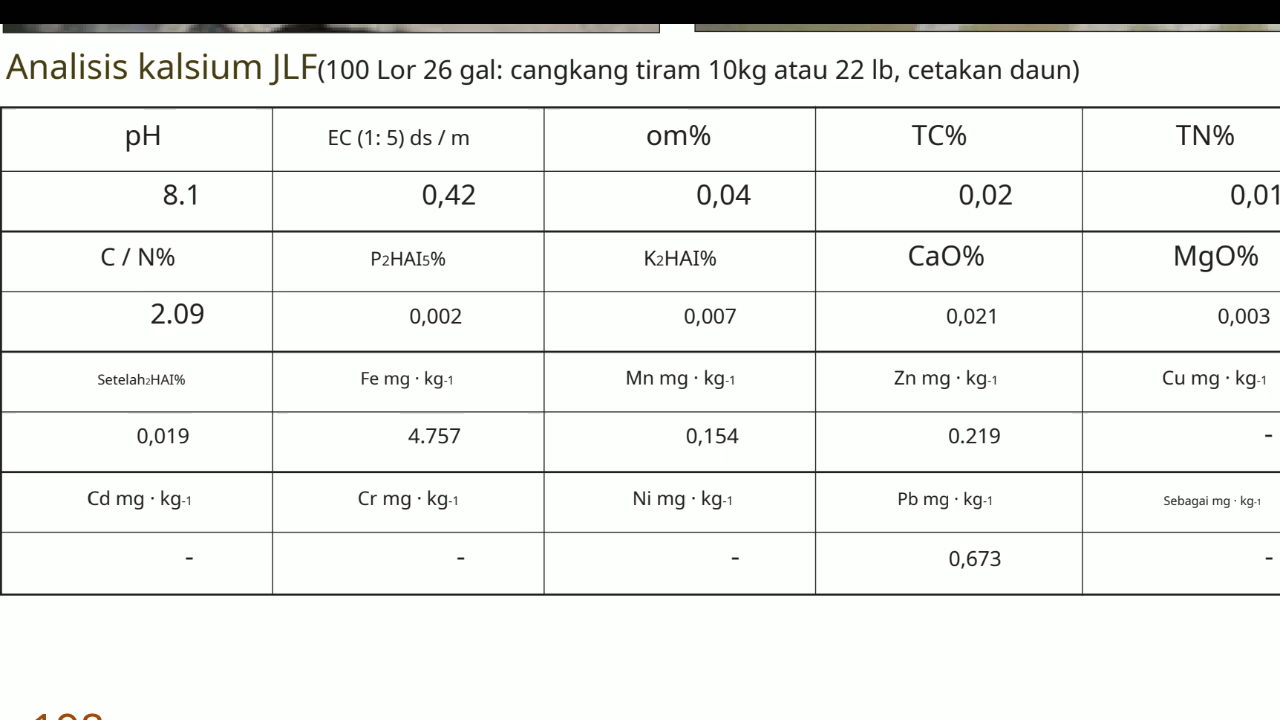 Analisis kalsium JLF(100 Lor 26 gal: cangkang tiram 10kg atau 22 lb, cetakan daun)
pH EC (1: 5) ds / m om% TC% TN%
8.1 0,42 0,04 0,02 0,01
C / N% P2HAI5% K2HAI% CaO% MgO%
2.09 0,002 0,007 0,021 0,003
Setelah2HAI% Fe mg · kg-1 Mn mg · kg-1 Zn mg · kg-1 Cu mg · kg-1
0,019 4.757 0,154 0.219 -
Cd mg · kg-1 Cr mg · kg-1 Ni mg · kg-1 Pb mg · kg-1 Sebagai mg · kg-1
- - - 0,673 -